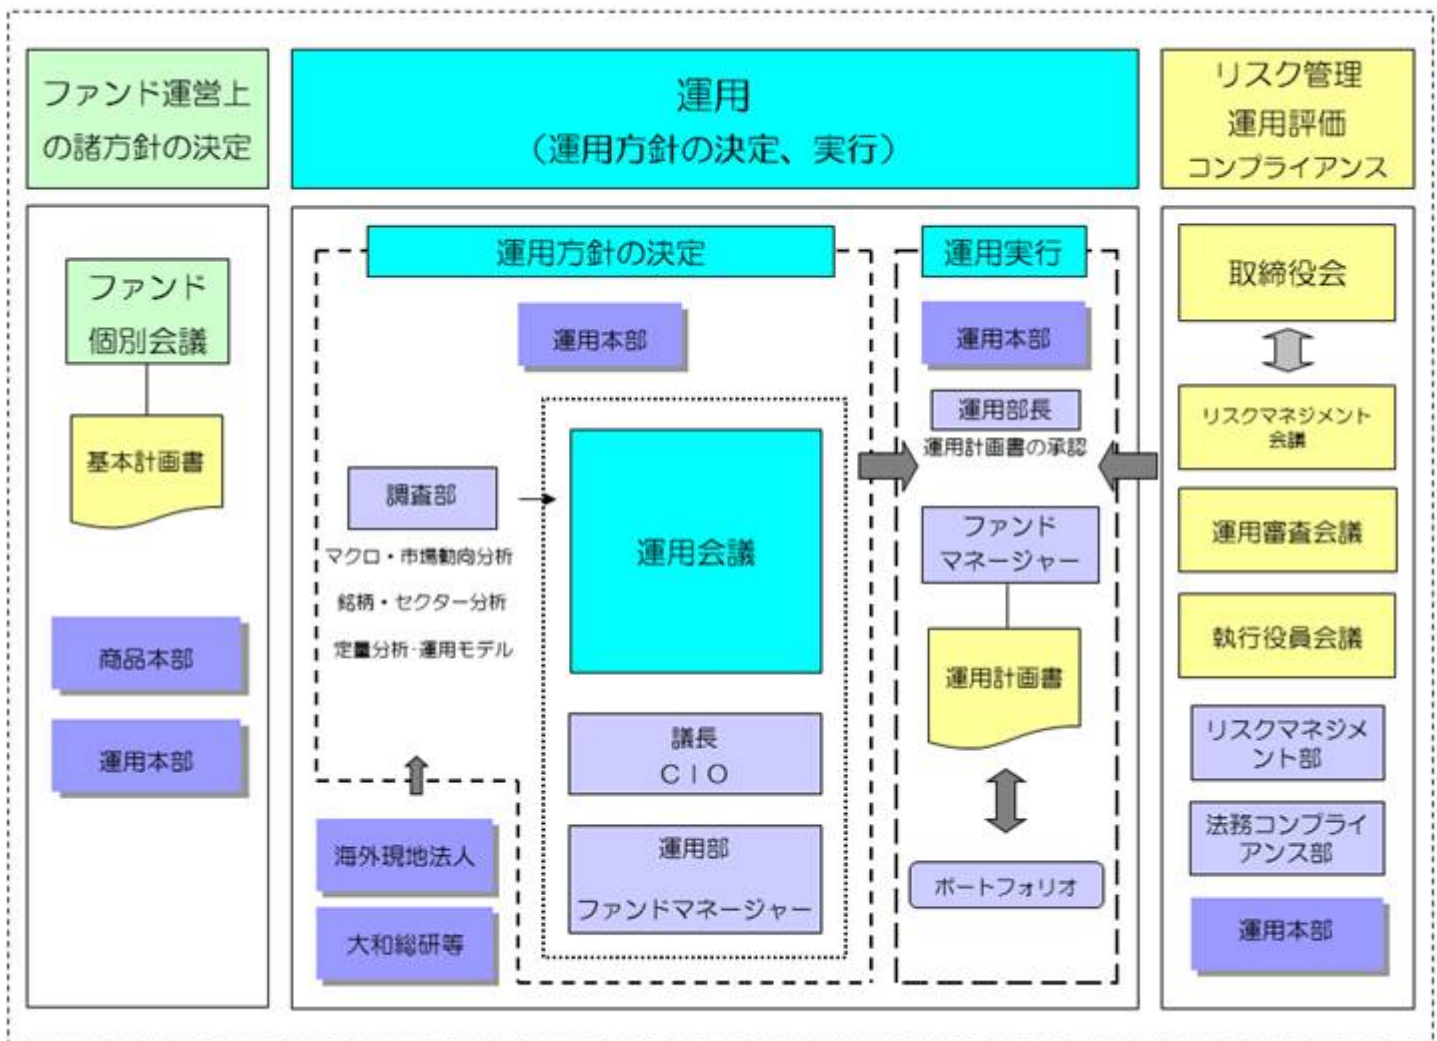 ファンド運営上
の諸方針の決定
運用
(運用方針の決定、実行)
リスク管理
運用評価
コンプライアンス
ファンド
個別会議
基本計画書
商品本部
運用本部
運用方針の決定
運用本部
調査部
マクロ・市場動向分析
銘柄・セクター分析
定量分析・運用モデル
海外現地法人
大和総研等
運用会議
議長
CIO
運用部
ファンドマネージャー
運用実行
運用本部
運用部長
運用計画書の承認
ファンド
マネージャー
運用計画書
ポートフォリオ
取締役会
リスクマネジメント
会議
運用審査会議
執行役員会議
リスクマネジメ
ント部
法務コンプライ
アンス部
運用本部